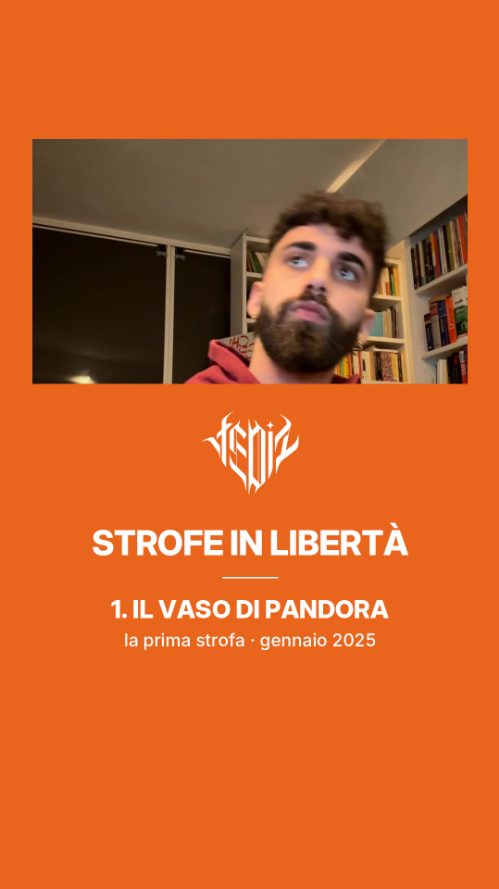 STROFE IN LIBERTÀ
1. IL VASO DI PANDORA
la prima strofa · gennaio 2025